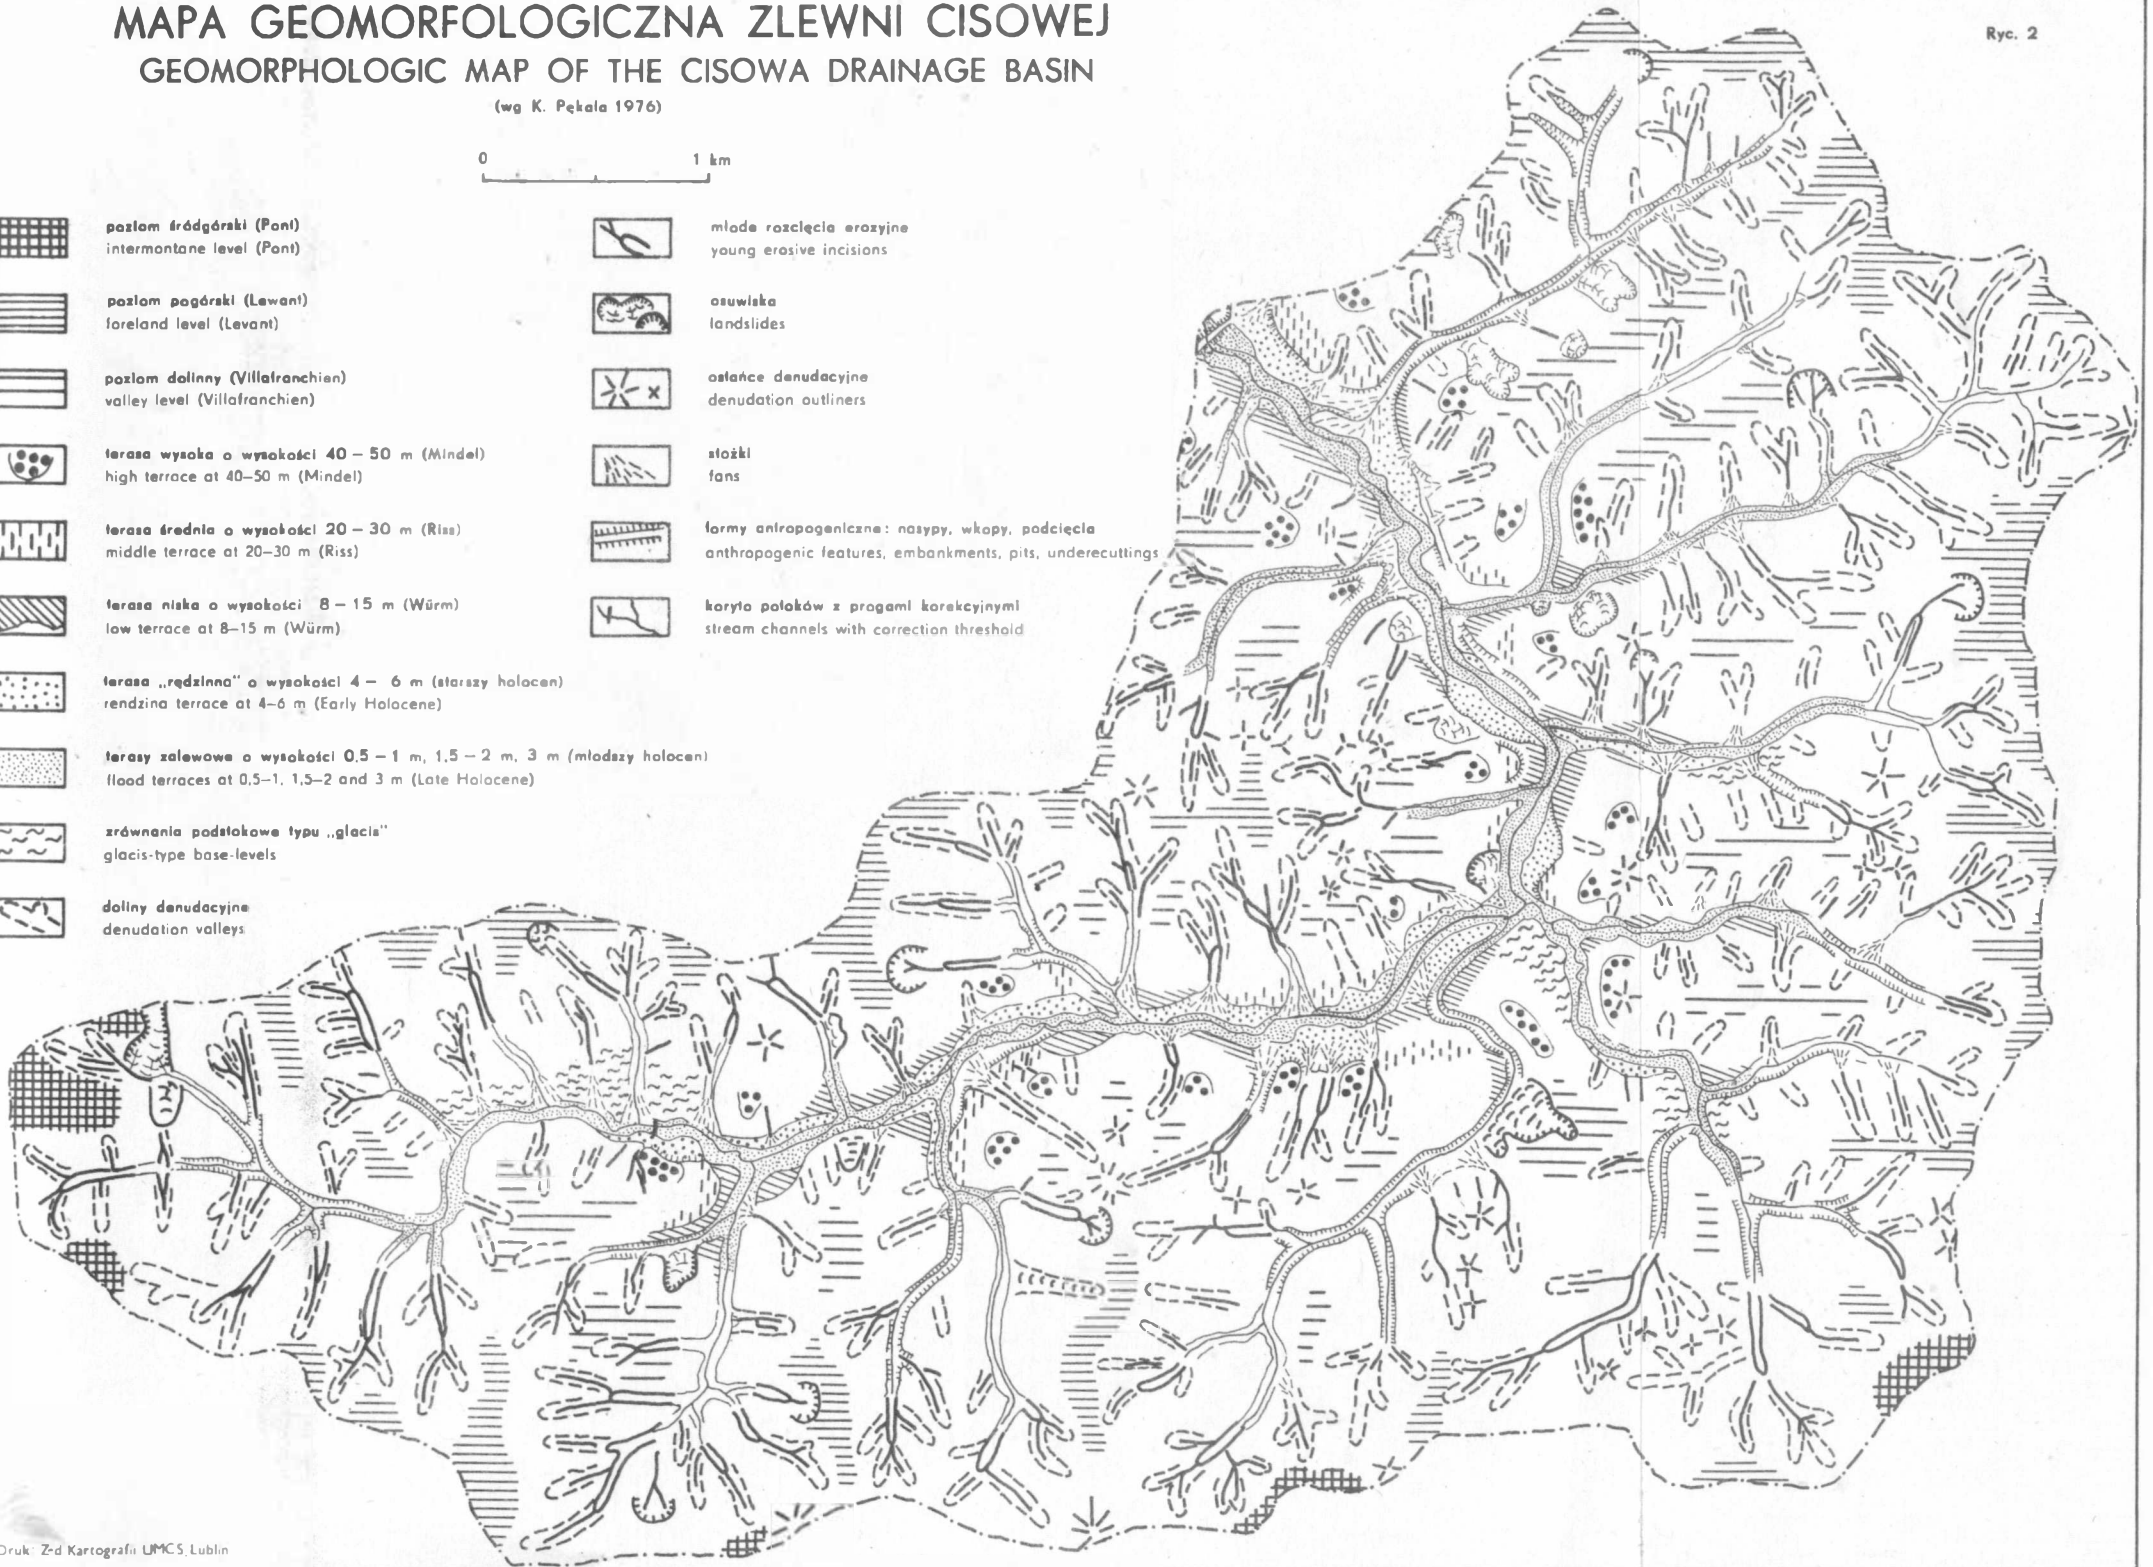 MAPA GEOMORFOLOGICZNA ZLEWNI CISOWEJ
GEOMORPHOLOGIC MAP OF THE CISOWA DRAINAGE BASIN
(wg K. Pękala 1976)
Ryc. 2
0 1 km
poziom śródgórski (Pont)
intermontane level (Pont)
poziom pogórski (Lewant)
foreland level (Levant)
poziom dolinny (Villafranchien)
valley level (Villafranchien)
terasa wysoka o wysokości 40 – 50 m (Mindel)
high terrace at 40–50 m (Mindel)
terasa średnia o wysokości 20 – 30 m (Riss)
middle terrace at 20–30 m (Riss)
terasa niska o wysokości 8 – 15 m (Würm)
low terrace at 8–15 m (Würm)
terasa „rędzinna" o wysokości 4 – 6 m (starszy holocen)
rendzina terrace at 4–6 m (Early Holocene)
terasy zalewowe o wysokości 0,5 – 1 m, 1,5 – 2 m, 3 m (młodszy holocen)
flood terraces at 0,5–1, 1,5–2 and 3 m (Late Holocene)
zrównania podstokowe typu „glacis"
glacis-type base-levels
doliny denudacyjne
denudation valleys
młode rozcięcia erozyjne
young erosive incisions
osuwiska
landslides
ostańce denudacyjne
denudation outliners
stożki
fans
formy antropogeniczne: nasypy, wkopy, podcięcia
anthropogenic features, embankments, pits, underecuttings
koryta potoków z progami korekcyjnymi
stream channels with correction threshold
Druk: Z-d Kartografii UMCS, Lublin